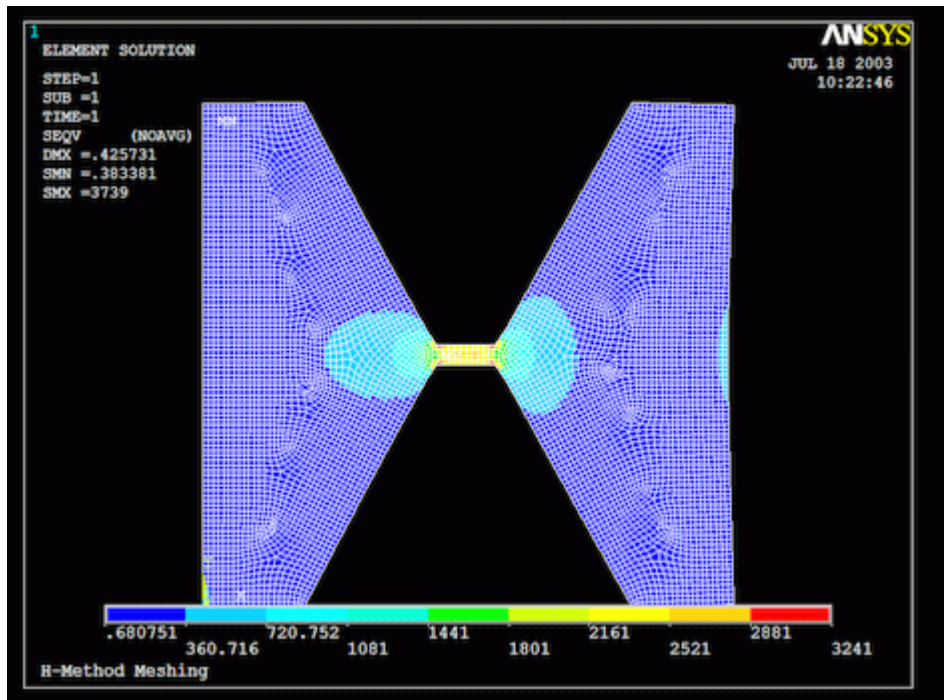 1
ANSYS
ELEMENT SOLUTION
JUL 18 2003
10:22:46
STEP=1
SUB =1
TIME=1
SEQV (NOAVG)
DMX =.425731
SMN =.383381
SMX =3739
MN
X
.680751 720.752 1441 2161 2881
360.716 1081 1801 2521 3241
H-Method Meshing